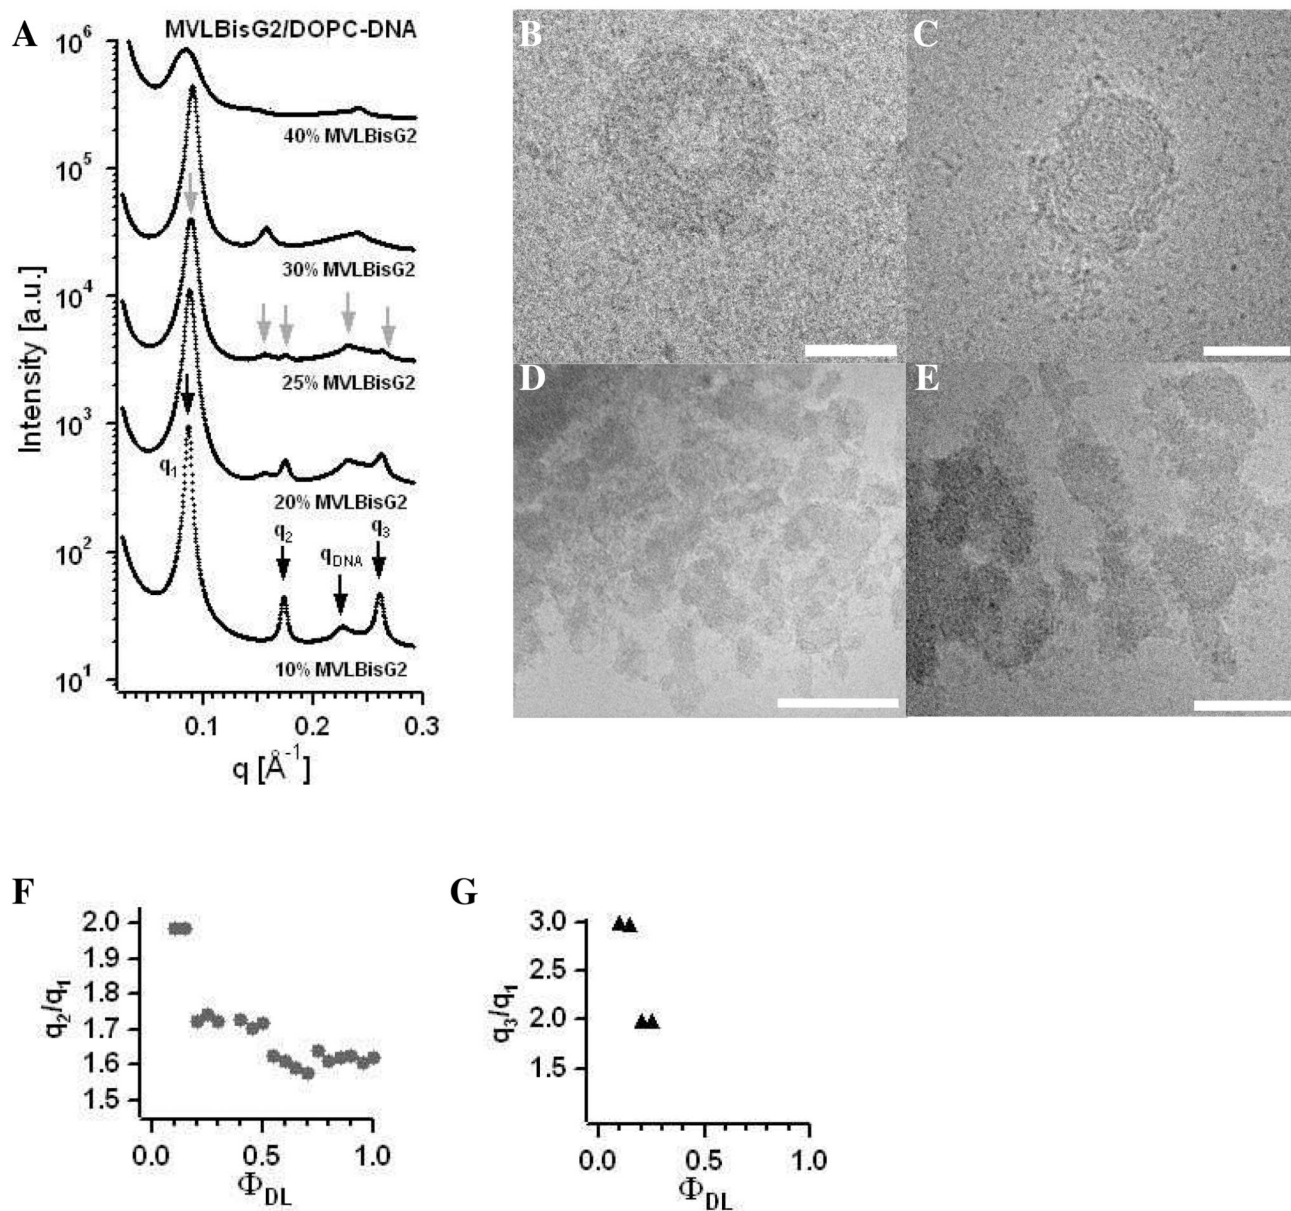 A
MVLBisG2/DOPC-DNA
10⁶
10⁵
10⁴
10³
10²
10¹
Intensity [a.u.]
40% MVLBisG2
30% MVLBisG2
25% MVLBisG2
20% MVLBisG2
10% MVLBisG2
q₁
q₂
q_DNA
q₃
0.1 0.2 0.3
q [Å⁻¹]
B
C
D
E
F
2.0
1.9
1.8
1.7
1.6
1.5
q₂/q₁
0.0 0.5 1.0
Φ_DL
G
3.0
2.5
2.0
1.5
q₃/q₁
0.0 0.5 1.0
Φ_DL